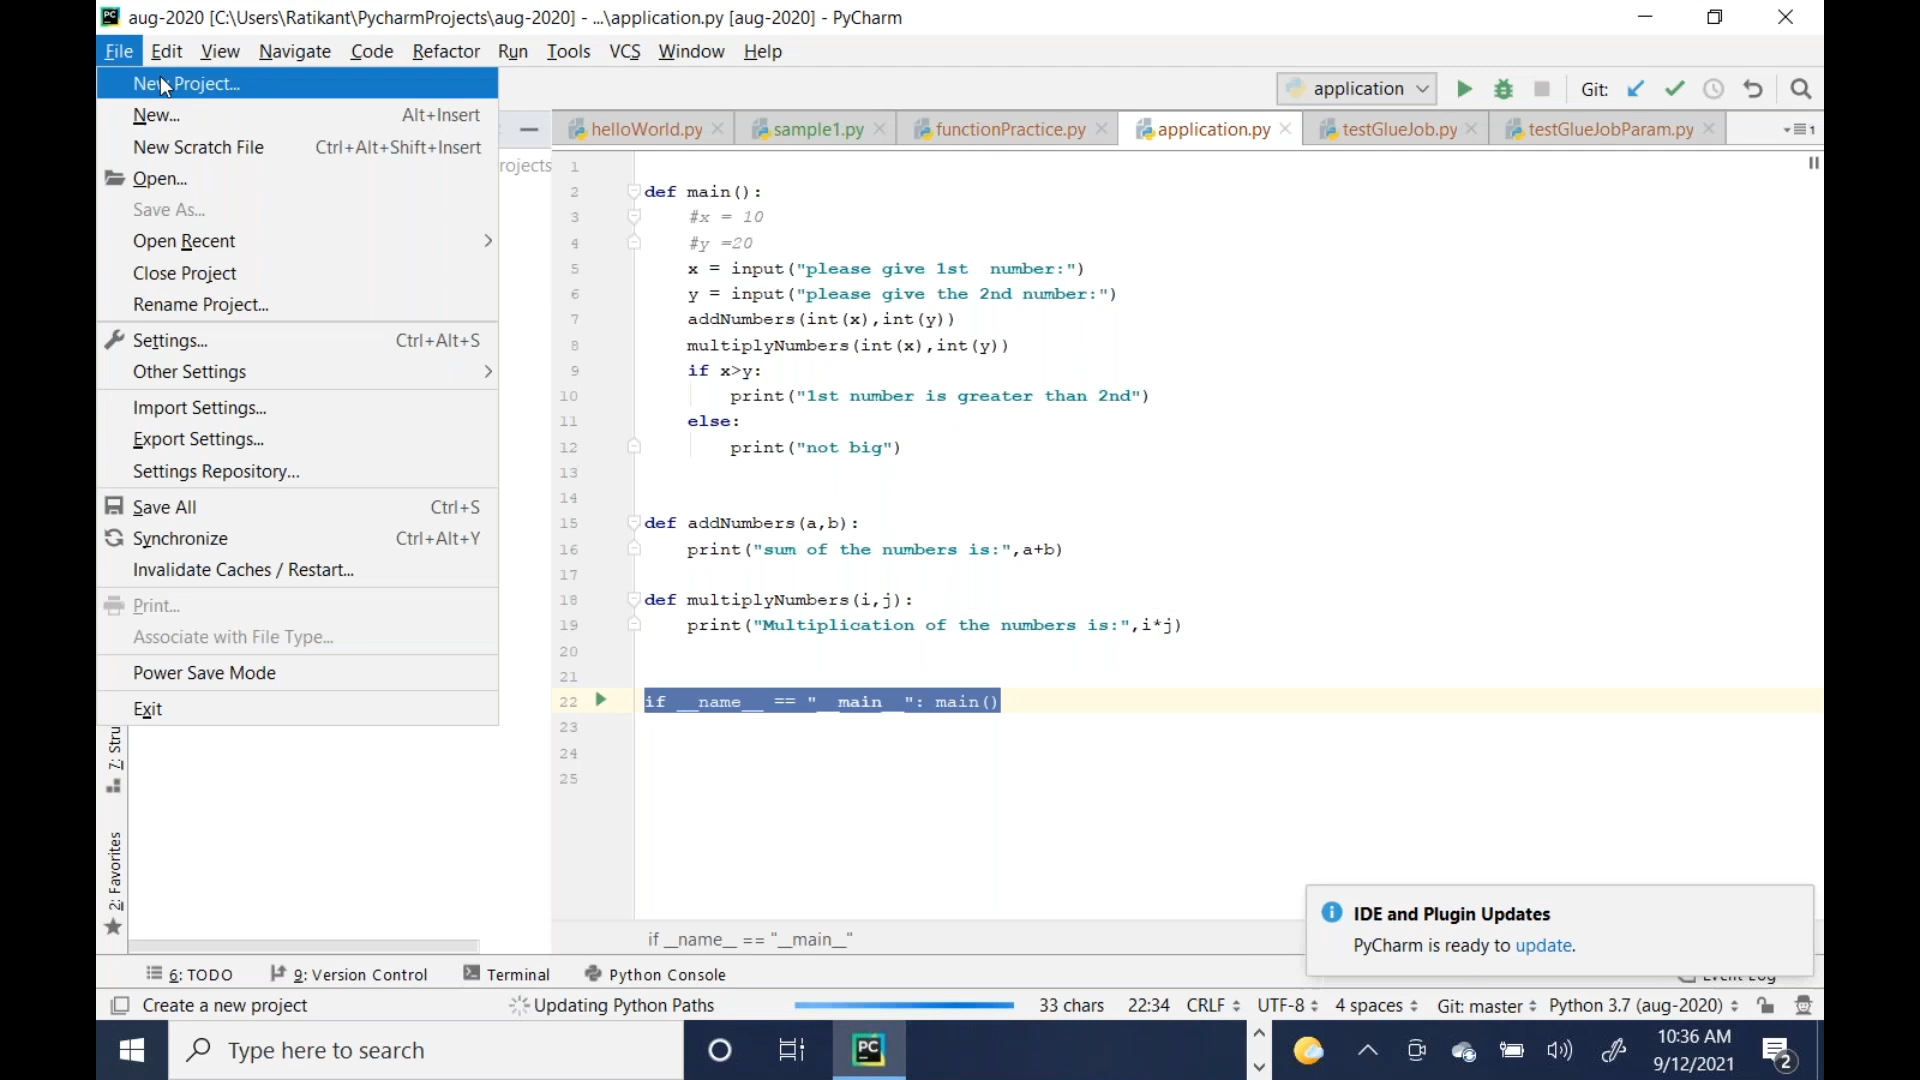 aug-2020 [C:\Users\Ratikant\PycharmProjects\aug-2020] - ...\application.py [aug-2020] - PyCharm
File Edit View Navigate Code Refactor Run Tools VCS Window Help
New Project...
New... Alt+Insert
New Scratch File Ctrl+Alt+Shift+Insert
Open...
Save As...
Open Recent
Close Project
Rename Project...
Settings... Ctrl+Alt+S
Other Settings
Import Settings...
Export Settings...
Settings Repository...
Save All Ctrl+S
Synchronize Ctrl+Alt+Y
Invalidate Caches / Restart...
Print...
Associate with File Type...
Power Save Mode
Exit
application Git:
helloWorld.py sample1.py functionPractice.py application.py testGlueJob.py testGlueJobParam.py 1
rojects
1
2 def main():
3 #x = 10
4 #y =20
5 x = input("please give 1st  number:")
6 y = input("please give the 2nd number:")
7 addNumbers(int(x),int(y))
8 multiplyNumbers(int(x),int(y))
9 if x>y:
10 print("1st number is greater than 2nd")
11 else:
12 print("not big")
13
14
15 def addNumbers(a,b):
16 print("sum of the numbers is:",a+b)
17
18 def multiplyNumbers(i,j):
19 print("Multiplication of the numbers is:",i*j)
20
21
22 if __name__ == "__main__": main()
23
24
25
7: Stru
2: Favorites
if __name__ == "__main__"
IDE and Plugin Updates
PyCharm is ready to update.
6: TODO 9: Version Control Terminal Python Console Event Log
Create a new project Updating Python Paths 33 chars 22:34 CRLF UTF-8 4 spaces Git: master Python 3.7 (aug-2020)
Type here to search
PC
10:36 AM
9/12/2021
2